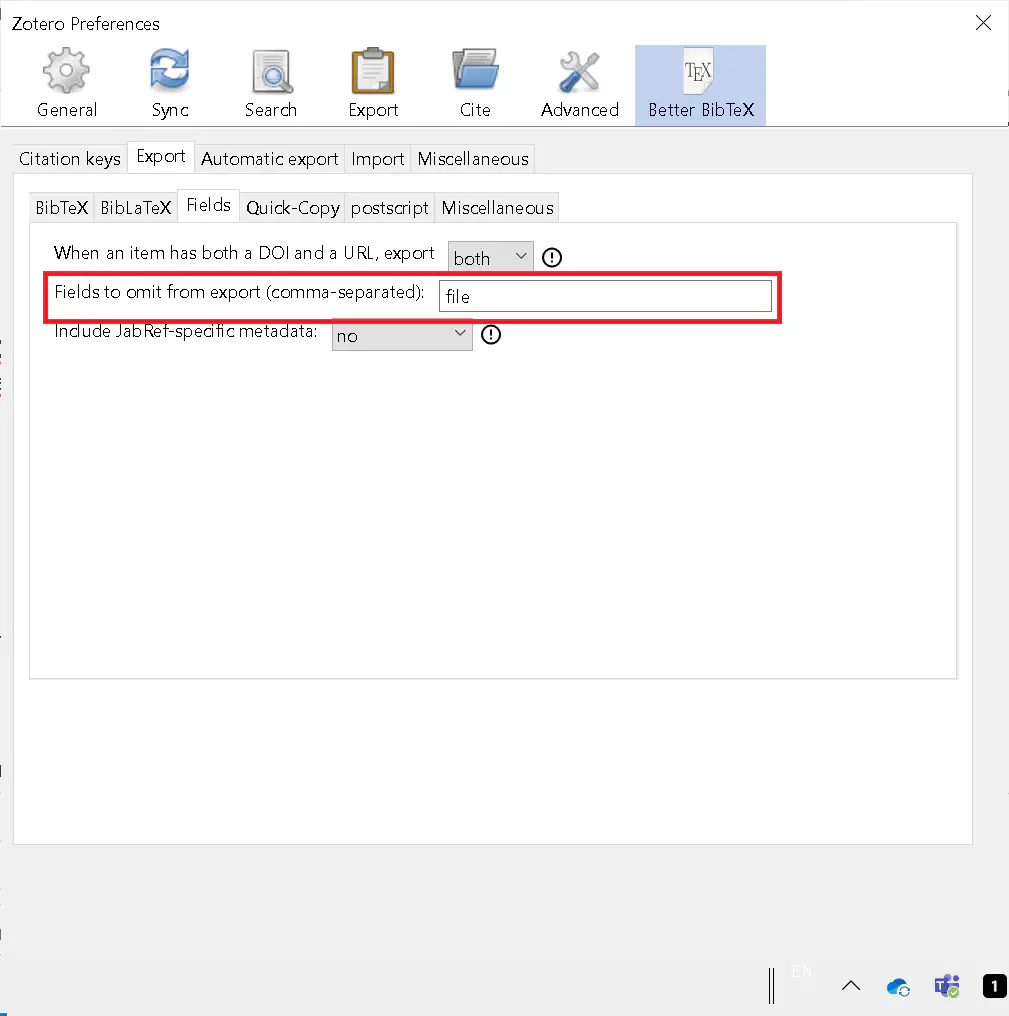 Zotero Preferences
General Sync Search Export Cite Advanced TEX Better BibTeX
Citation keys Export Automatic export Import Miscellaneous
BibTeX BibLaTeX Fields Quick-Copy postscript Miscellaneous
When an item has both a DOI and a URL, export both
Fields to omit from export (comma-separated): file
Include JabRef-specific metadata: no
EN
1